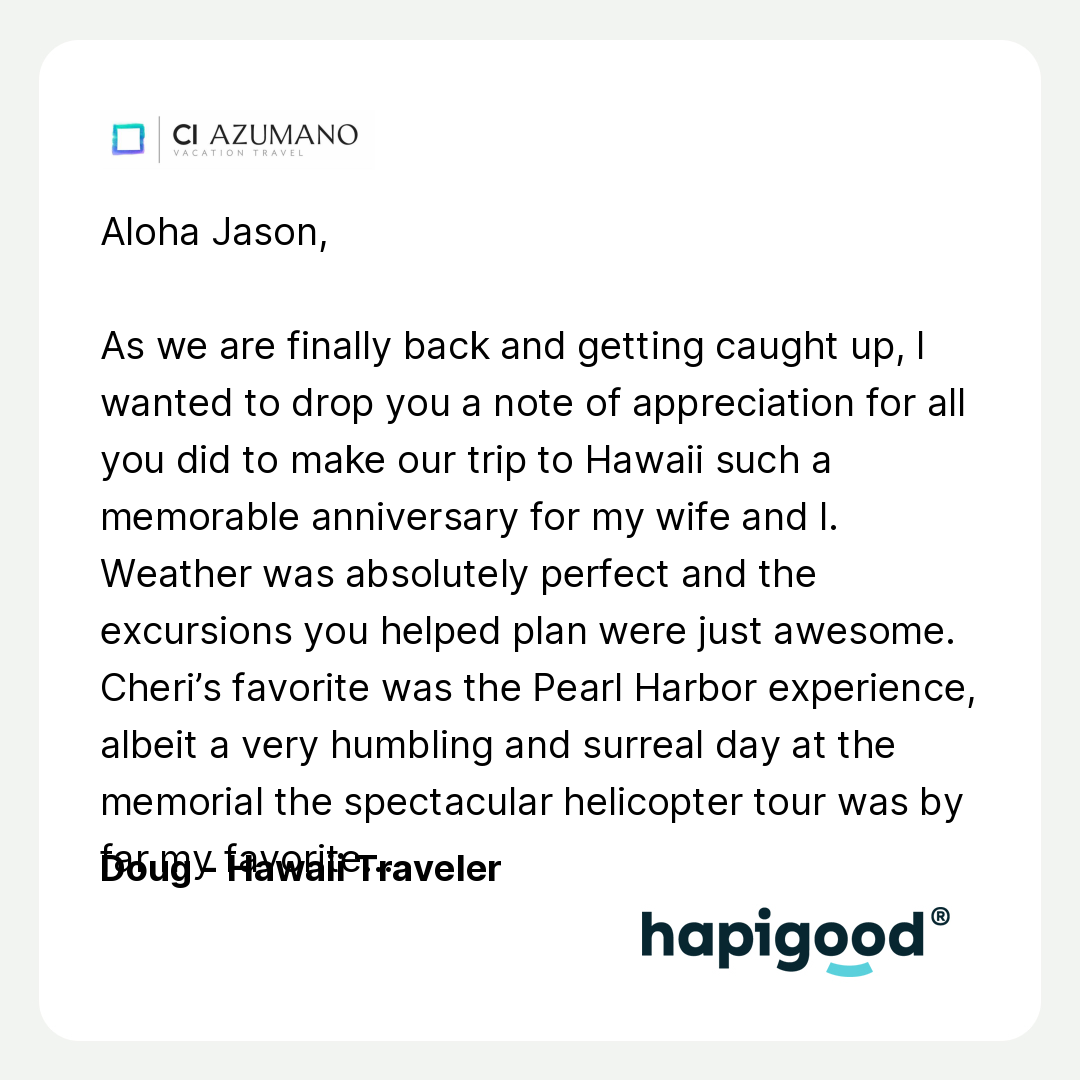 CI AZUMANO
VACATION TRAVEL
Aloha Jason,
As we are finally back and getting caught up, I
wanted to drop you a note of appreciation for all
you did to make our trip to Hawaii such a
memorable anniversary for my wife and I.
Weather was absolutely perfect and the
excursions you helped plan were just awesome.
Cheri’s favorite was the Pearl Harbor experience,
albeit a very humbling and surreal day at the
memorial the spectacular helicopter tour was by
far my favorite...
Doug - Hawaii Traveler
hapigood®